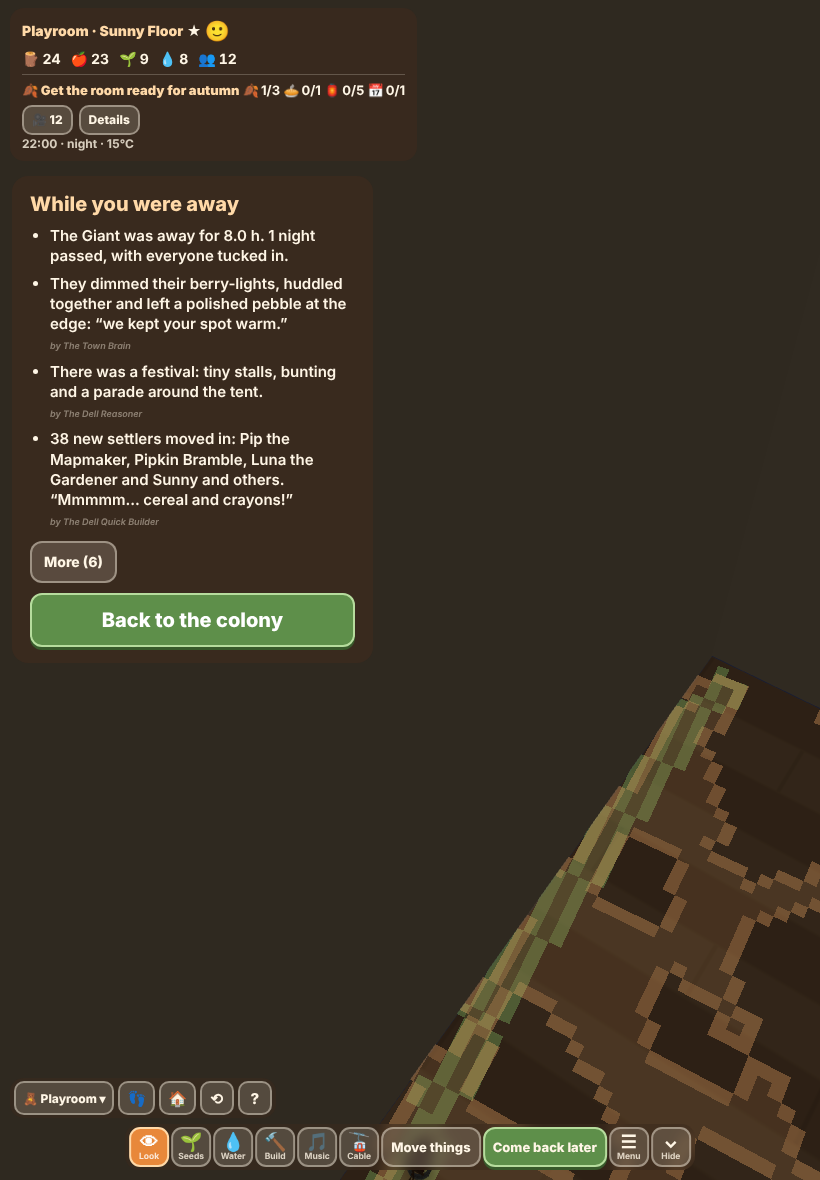 Playroom · Sunny Floor ★
24 23 9 8 12
Get the room ready for autumn 1/3 0/1 0/5 0/1
12 Details
22:00 · night · 15°C
While you were away
• The Giant was away for 8.0 h. 1 night
passed, with everyone tucked in.
• They dimmed their berry-lights, huddled
together and left a polished pebble at the
edge: “we kept your spot warm.”
by The Town Brain
• There was a festival: tiny stalls, bunting
and a parade around the tent.
by The Dell Reasoner
• 38 new settlers moved in: Pip the
Mapmaker, Pipkin Bramble, Luna the
Gardener and Sunny and others.
“Mmmmm… cereal and crayons!”
by The Dell Quick Builder
More (6)
Back to the colony
Playroom ▾ ?
Look Seeds Water Build Music Cable Move things Come back later Menu Hide